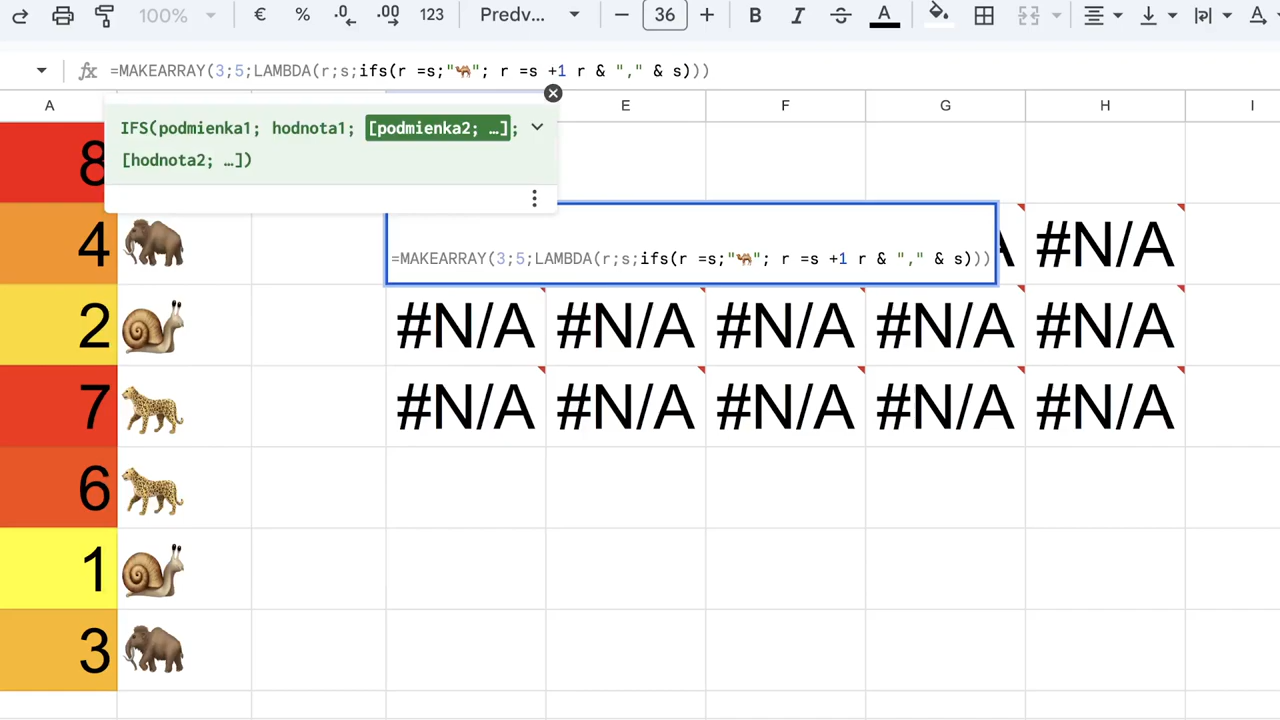 100% € % .0 .00 123 Predv... − 36 + B I A A
fx =MAKEARRAY(3;5;LAMBDA(r;s;ifs(r =s;"🐪"; r =s +1 r & "," & s)))
A E F G H I
IFS(podmienka1; hodnota1; [podmienka2; …];
[hodnota2; …])
8
4 =MAKEARRAY(3;5;LAMBDA(r;s;ifs(r =s;"🐪"; r =s +1 r & "," & s))) #N/A
2 #N/A #N/A #N/A #N/A #N/A
7 #N/A #N/A #N/A #N/A #N/A
6
1
3